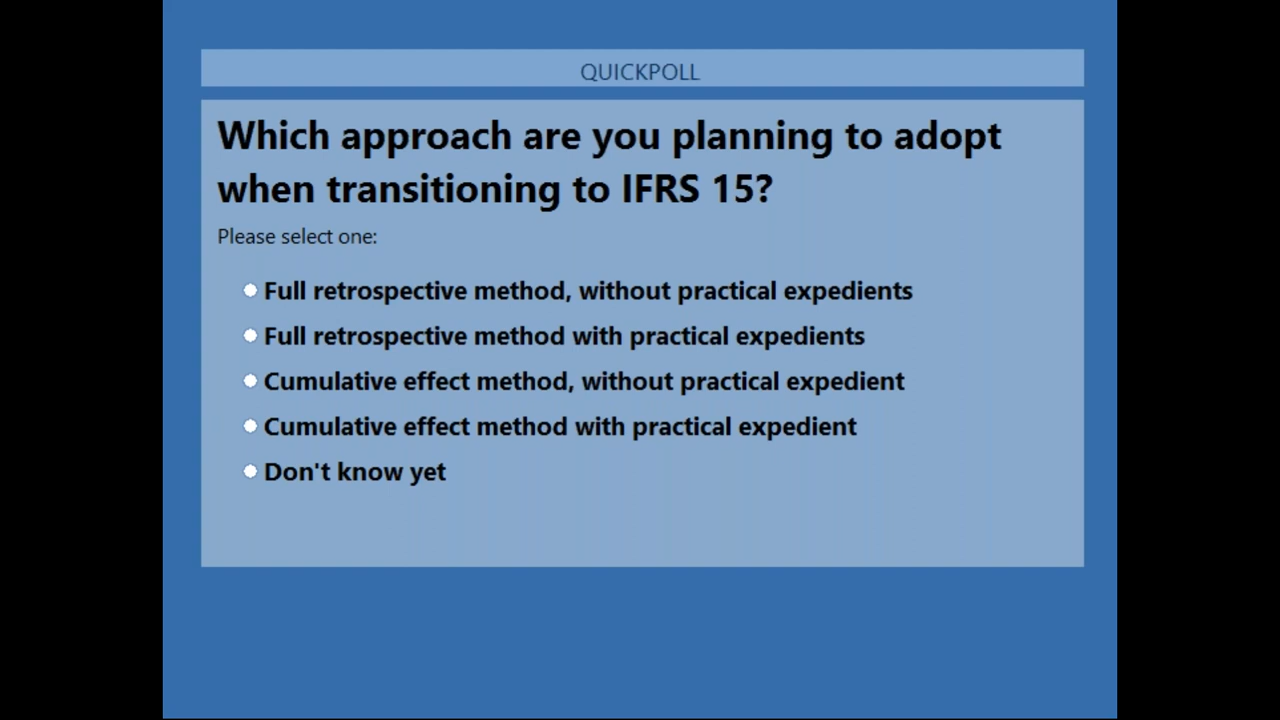 QUICKPOLL
Which approach are you planning to adopt
when transitioning to IFRS 15?
Please select one:
Full retrospective method, without practical expedients
Full retrospective method with practical expedients
Cumulative effect method, without practical expedient
Cumulative effect method with practical expedient
Don't know yet